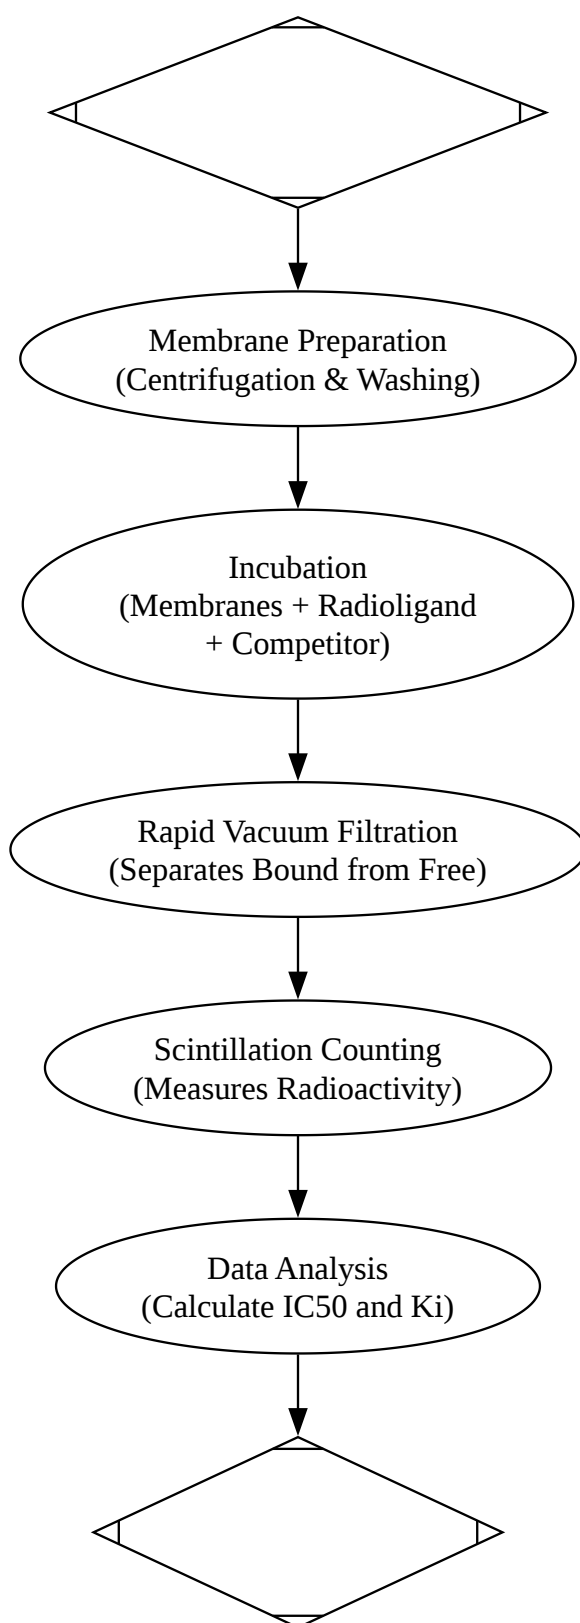 Membrane Preparation
(Centrifugation & Washing)
Incubation
(Membranes + Radioligand
+ Competitor)
Rapid Vacuum Filtration
(Separates Bound from Free)
Scintillation Counting
(Measures Radioactivity)
Data Analysis
(Calculate IC50 and Ki)